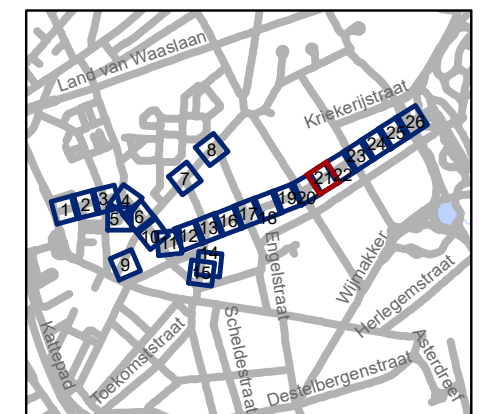 Land van Waaslaan
Kriekerijstraat
8
7
1
2
3
4
5
6
9
10
11
12
13
14
15
16
17
18
19
20
21
22
23
24
25
26
Engelstraat
Wijmakker
Herlegemstraat
Kattepad
Toekomststraat
Scheldestraat
Destelbergenstraat
Asterdreef